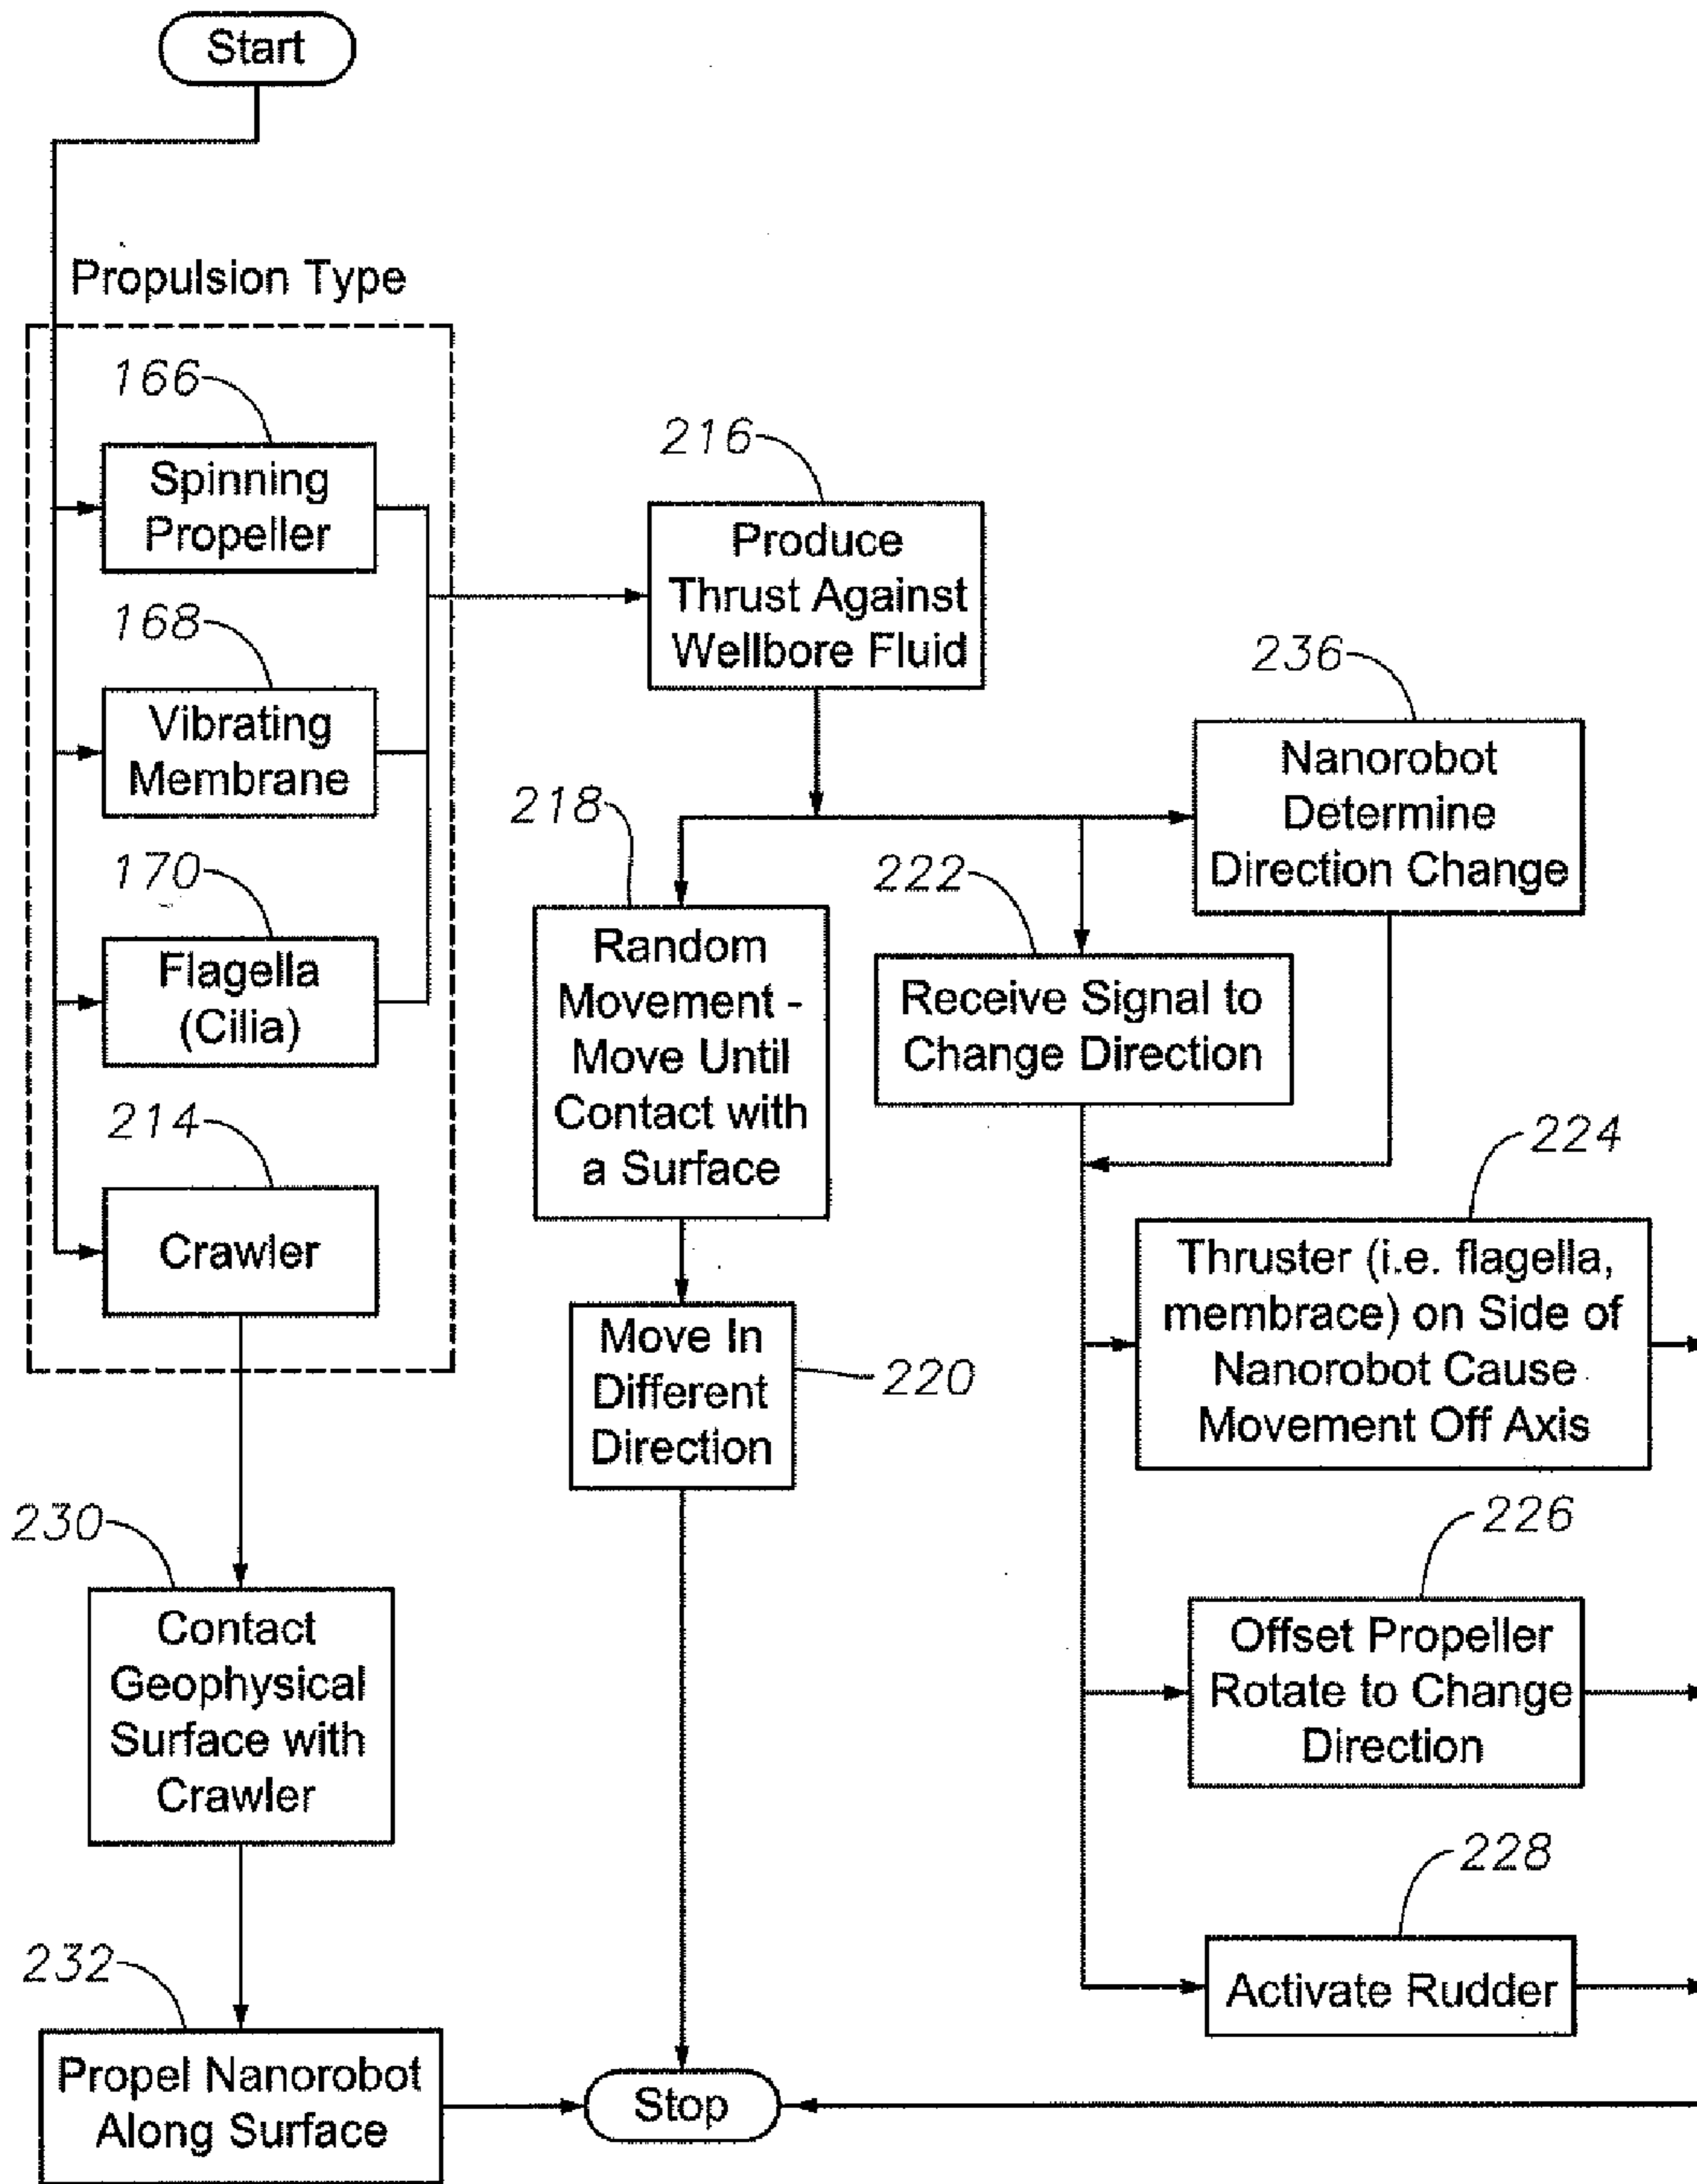 Start
Propulsion Type
166
Spinning
Propeller
168
Vibrating
Membrane
170
Flagella
(Cilia)
214
Crawler
230
Contact
Geophysical
Surface with
Crawler
232
Propel Nanorobot
Along Surface
216
Produce
Thrust Against
Wellbore Fluid
218
Random
Movement -
Move Until
Contact with
a Surface
220
Move In
Different
Direction
222
Receive Signal to
Change Direction
236
Nanorobot
Determine
Direction Change
224
Thruster (i.e. flagella,
membrace) on Side of
Nanorobot Cause
Movement Off Axis
226
Offset Propeller
Rotate to Change
Direction
228
Activate Rudder
Stop